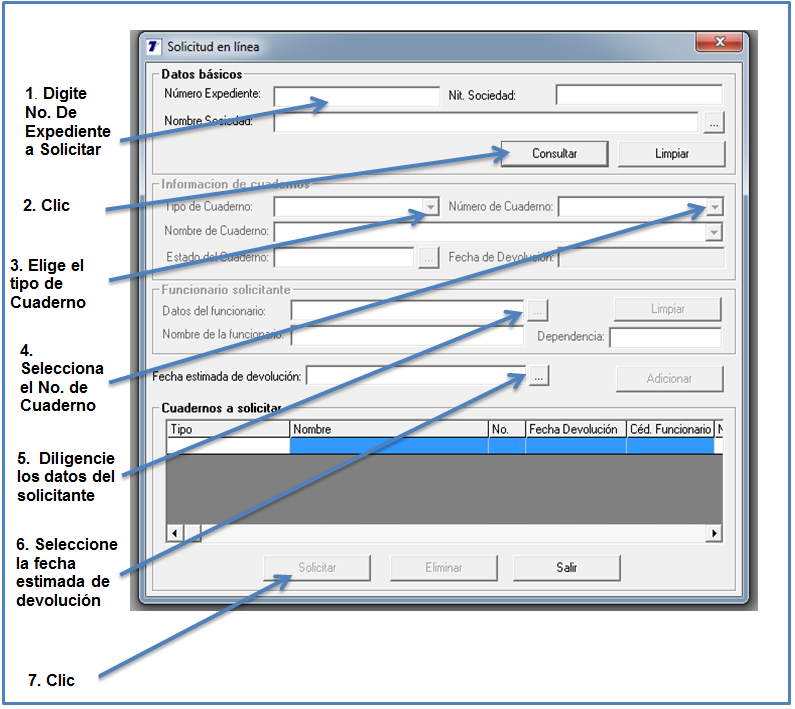 Solicitud en línea
Datos básicos
Número Expediente:
Nit. Sociedad:
Nombre Sociedad:
...
Consultar
Limpiar
Informacion de cuadernos
Tipo de Cuaderno:
Número de Cuaderno:
Nombre de Cuaderno:
Estado del Cuaderno:
...
Fecha de Devolución:
Funcionario solicitante
Datos del funcionario:
...
Limpiar
Nombre de la funcionario:
Dependencia:
Fecha estimada de devolución:
...
Adicionar
Cuadernos a solicitar
Tipo Nombre No. Fecha Devolución Céd. Funcionario
Solicitar
Eliminar
Salir
1. Digite
No. De
Expediente
a Solicitar
2. Clic
3. Elige el
tipo de
Cuaderno
4.
Selecciona
el No. de
Cuaderno
5. Diligencie
los datos del
solicitante
6. Seleccione
la fecha
estimada de
devolución
7. Clic